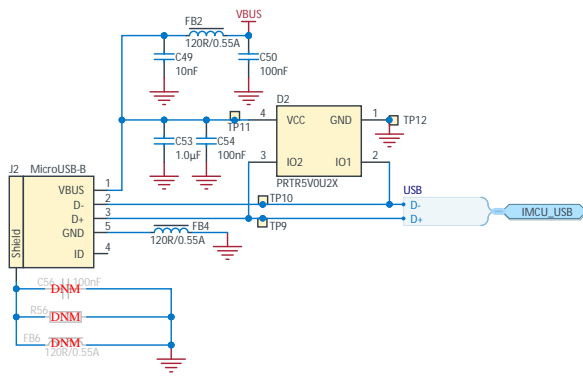 VBUS
FB2
120R/0.55A
C49
10nF
C50
100nF
D2
4 VCC GND 1
TP11
TP12
C53
1.0µF
C54
100nF
3 IO2 IO1 2
PRTR5V0U2X
J2 MicroUSB-B
VBUS 1
D- 2
D+ 3
GND 5
ID 4
Shield
TP10
TP9
USB
D-
D+
IMCU_USB
FB4
120R/0.55A
C56 100nF
DNM
R56
DNM
FB6
DNM
120R/0.55A